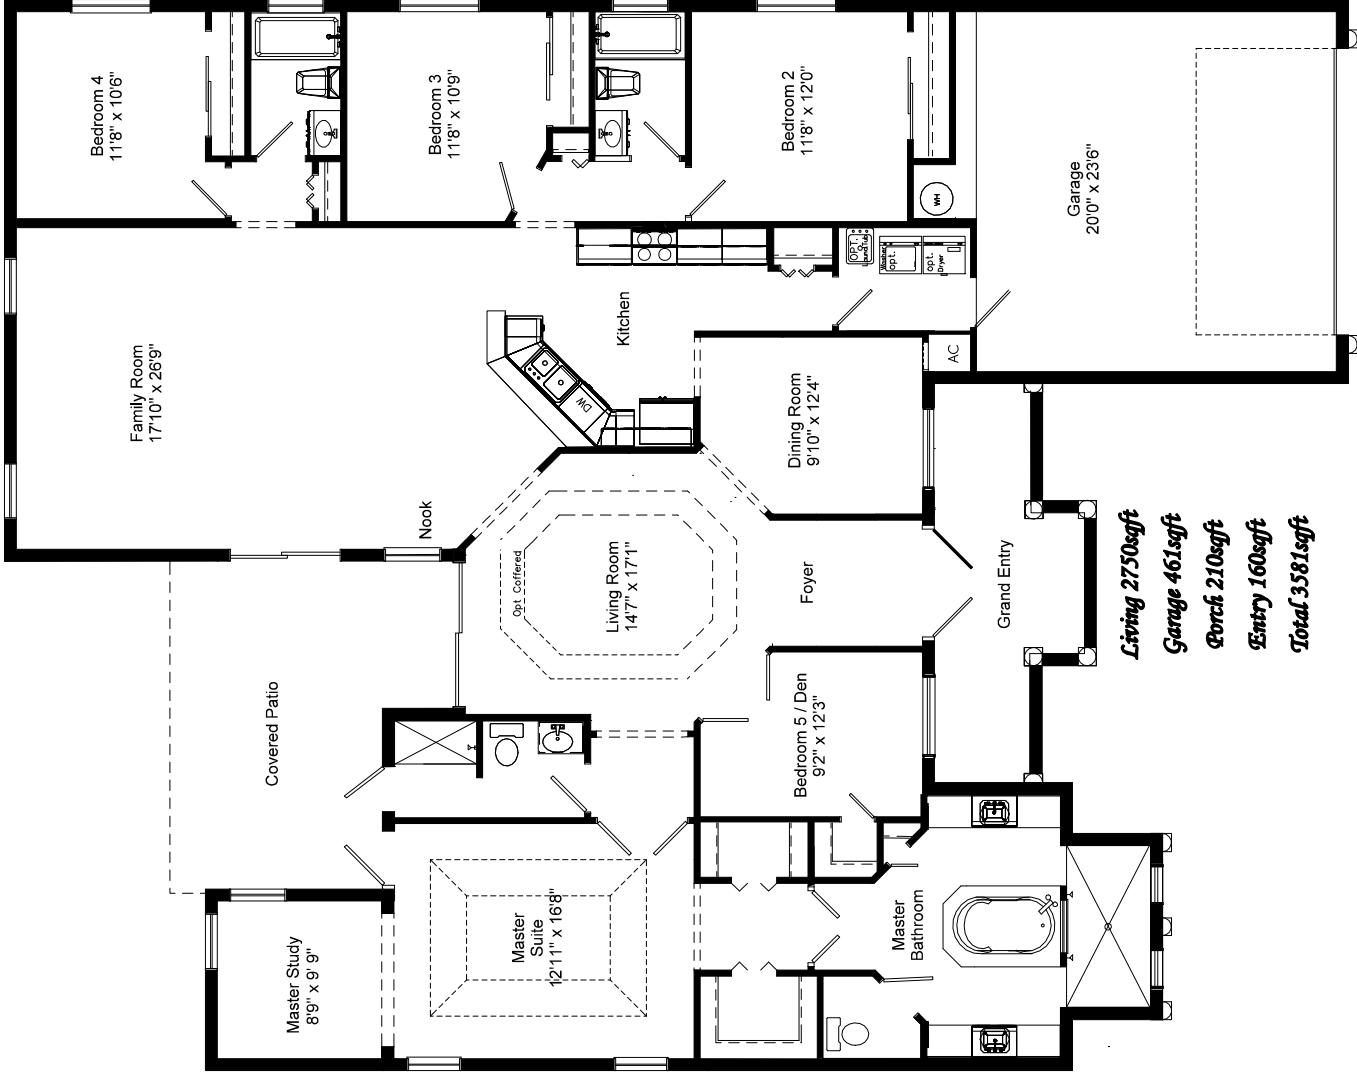 Bedroom 4
11'8" x 10'6"
Bedroom 3
11'8" x 10'9"
Bedroom 2
11'8" x 12'0"
Garage
20'0" x 23'6"
WH
OPT.
Laund Tub
Washer
opt.
opt.
Dryer
Family Room
17'10" x 26'9"
Kitchen
DW
AC
Dining Room
9'10" x 12'4"
Nook
Opt Coffered
Living Room
14'7" x 17'1"
Foyer
Grand Entry
Covered Patio
Bedroom 5 / Den
9'2" x 12'3"
Master Study
8'9" x 9' 9"
Master
Suite
12'11" x 16'8"
Master
Bathroom
Living 2750sqft
Garage 461sqft
Porch 210sqft
Entry 160sqft
Total 3581sqft